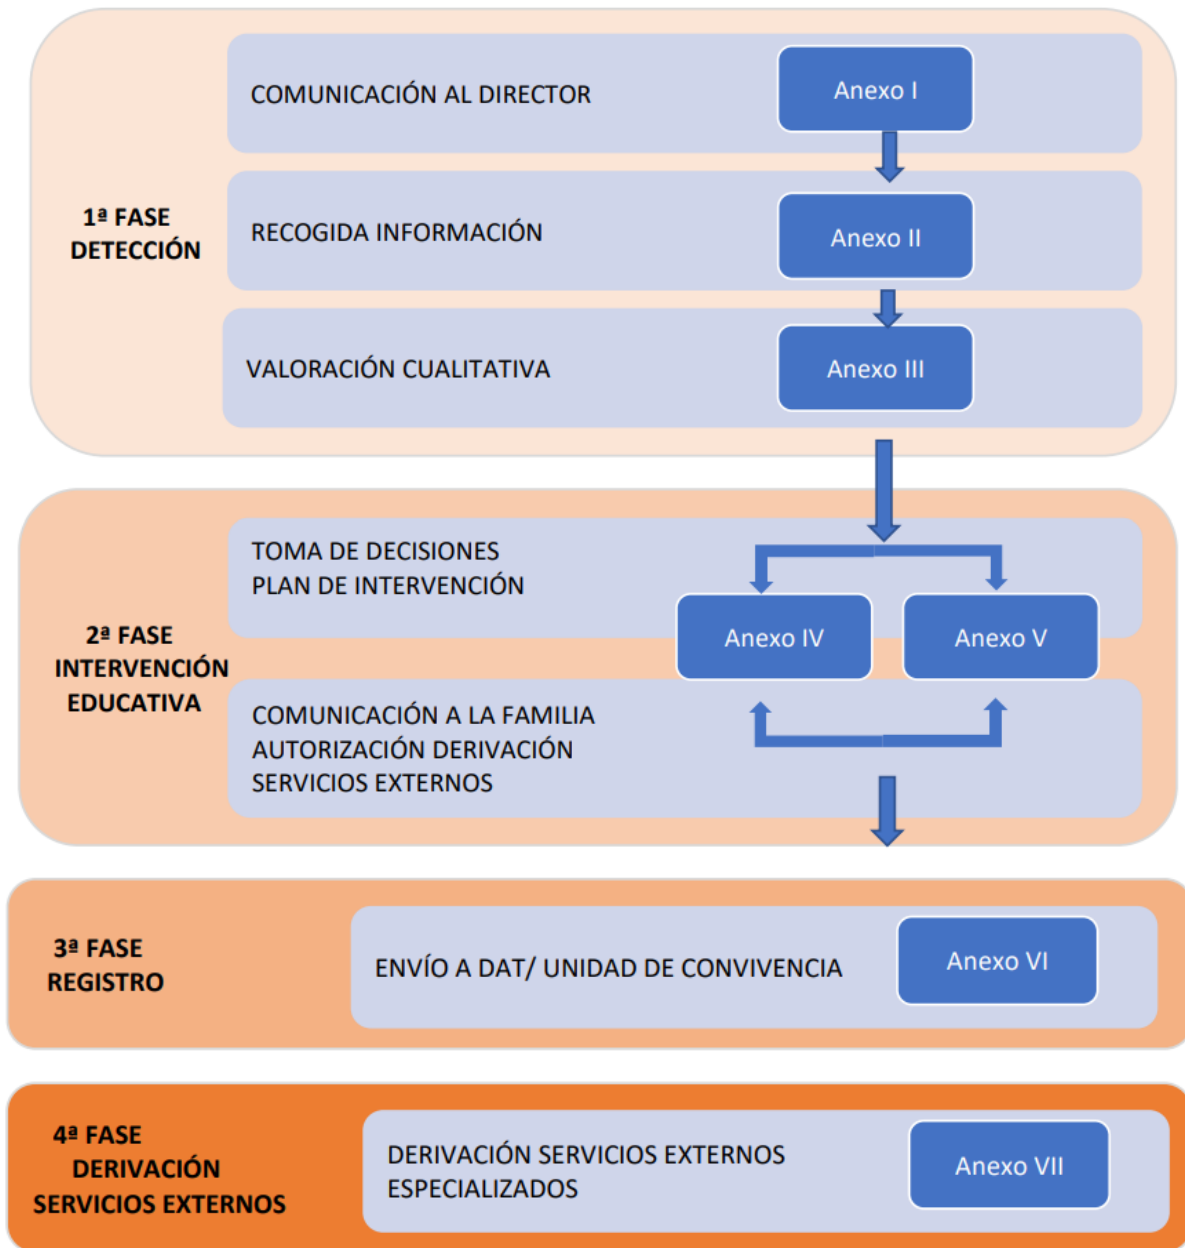 COMUNICACIÓN AL DIRECTOR
Anexo I
1ª FASE
DETECCIÓN
RECOGIDA INFORMACIÓN
Anexo II
VALORACIÓN CUALITATIVA
Anexo III
2ª FASE
INTERVENCIÓN
EDUCATIVA
TOMA DE DECISIONES
PLAN DE INTERVENCIÓN
Anexo IV
Anexo V
COMUNICACIÓN A LA FAMILIA
AUTORIZACIÓN DERIVACIÓN
SERVICIOS EXTERNOS
3ª FASE
REGISTRO
ENVÍO A DAT/ UNIDAD DE CONVIVENCIA
Anexo VI
4ª FASE
DERIVACIÓN
SERVICIOS EXTERNOS
DERIVACIÓN SERVICIOS EXTERNOS
ESPECIALIZADOS
Anexo VII